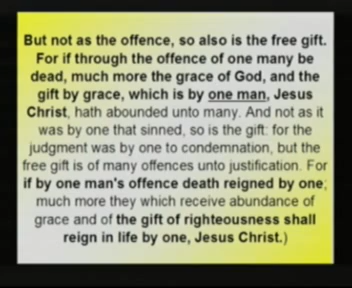 But not as the offence, so also is the free gift.
For if through the offence of one many be
dead, much more the grace of God, and the
gift by grace, which is by one man, Jesus
Christ, hath abounded unto many. And not as it
was by one that sinned, so is the gift: for the
judgment was by one to condemnation, but the
free gift is of many offences unto justification. For
if by one man's offence death reigned by one;
much more they which receive abundance of
grace and of the gift of righteousness shall
reign in life by one, Jesus Christ.)